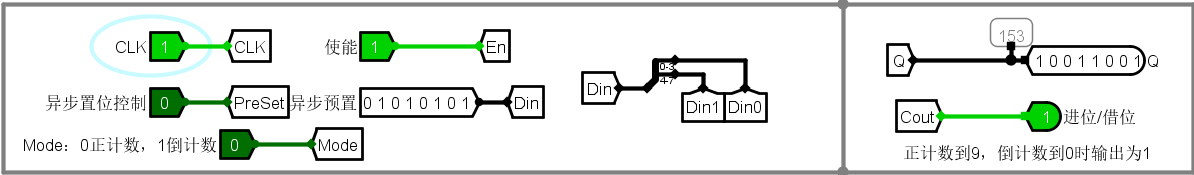 CLK 1 CLK
使能 1 En
异步置位控制 0 PreSet
异步预置 0 1 0 1 0 1 0 1 Din
Mode：0正计数，1倒计数 0 Mode
Din 0-3
4-7
Din1 Din0
153
Q 1 0 0 1 1 0 0 1 Q
Cout 1 进位/借位
正计数到9，倒计数到0时输出为1